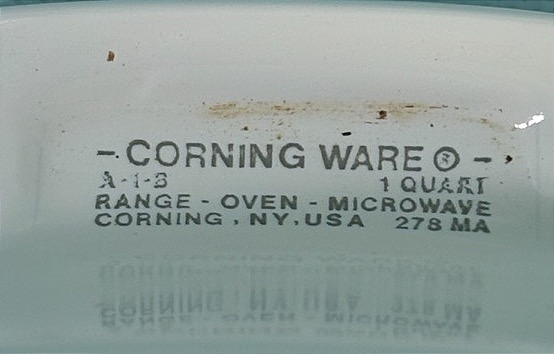 - CORNING WARE ® -
A-1-B 1 QUART
RANGE - OVEN - MICROWAVE
CORNING, NY, USA 278 MA